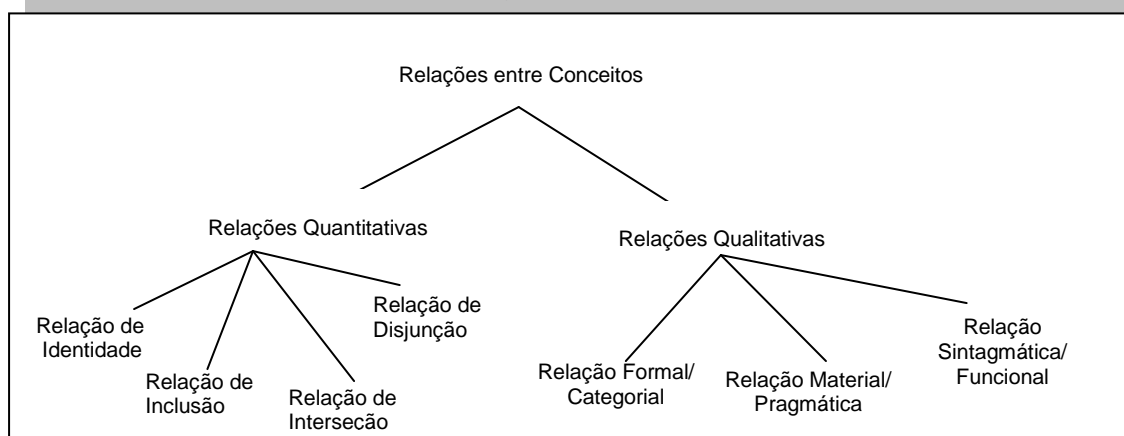 Relações entre Conceitos
Relações Quantitativas
Relações Qualitativas
Relação de
Identidade
Relação de
Inclusão
Relação de
Interseção
Relação de
Disjunção
Relação Formal/
Categorial
Relação Material/
Pragmática
Relação
Sintagmática/
Funcional